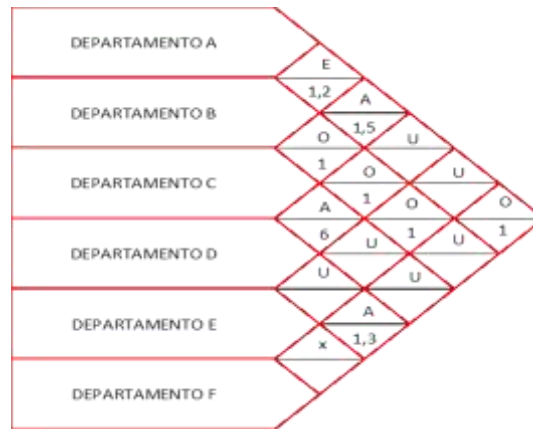 DEPARTAMENTO A
E
1,2
A
DEPARTAMENTO B
1,5
O
U
1
O
U
DEPARTAMENTO C
A
1
O
O
6
U
1
U
1
DEPARTAMENTO D
U
U
A
DEPARTAMENTO E
x
1,3
DEPARTAMENTO F